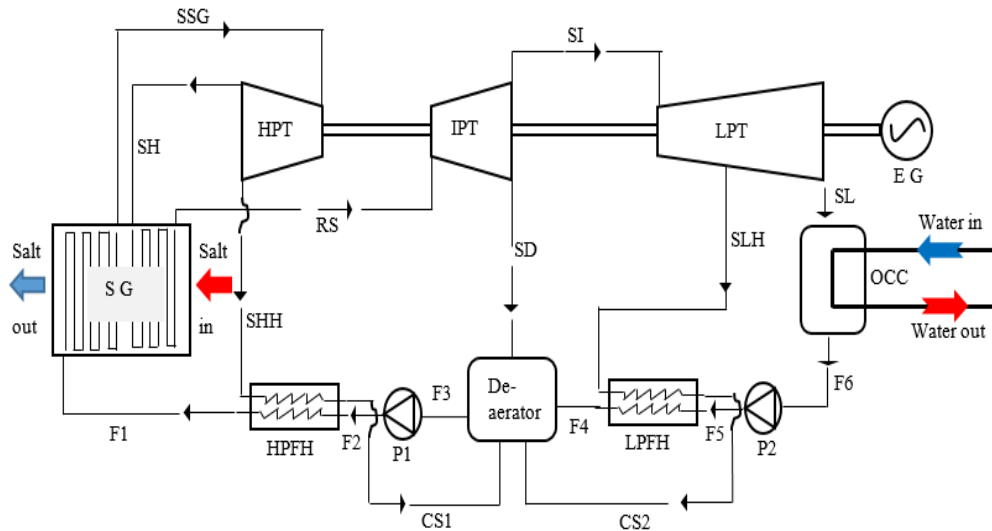 SSG
SI
SH
HPT
IPT
LPT
E G
RS
SL
Salt
Salt
S G
out
in
SD
SLH
Water in
OCC
Water out
SHH
De-
aerator
F6
F1
HPFH
F2
P1
F3
F4
LPFH
F5
P2
CS1
CS2